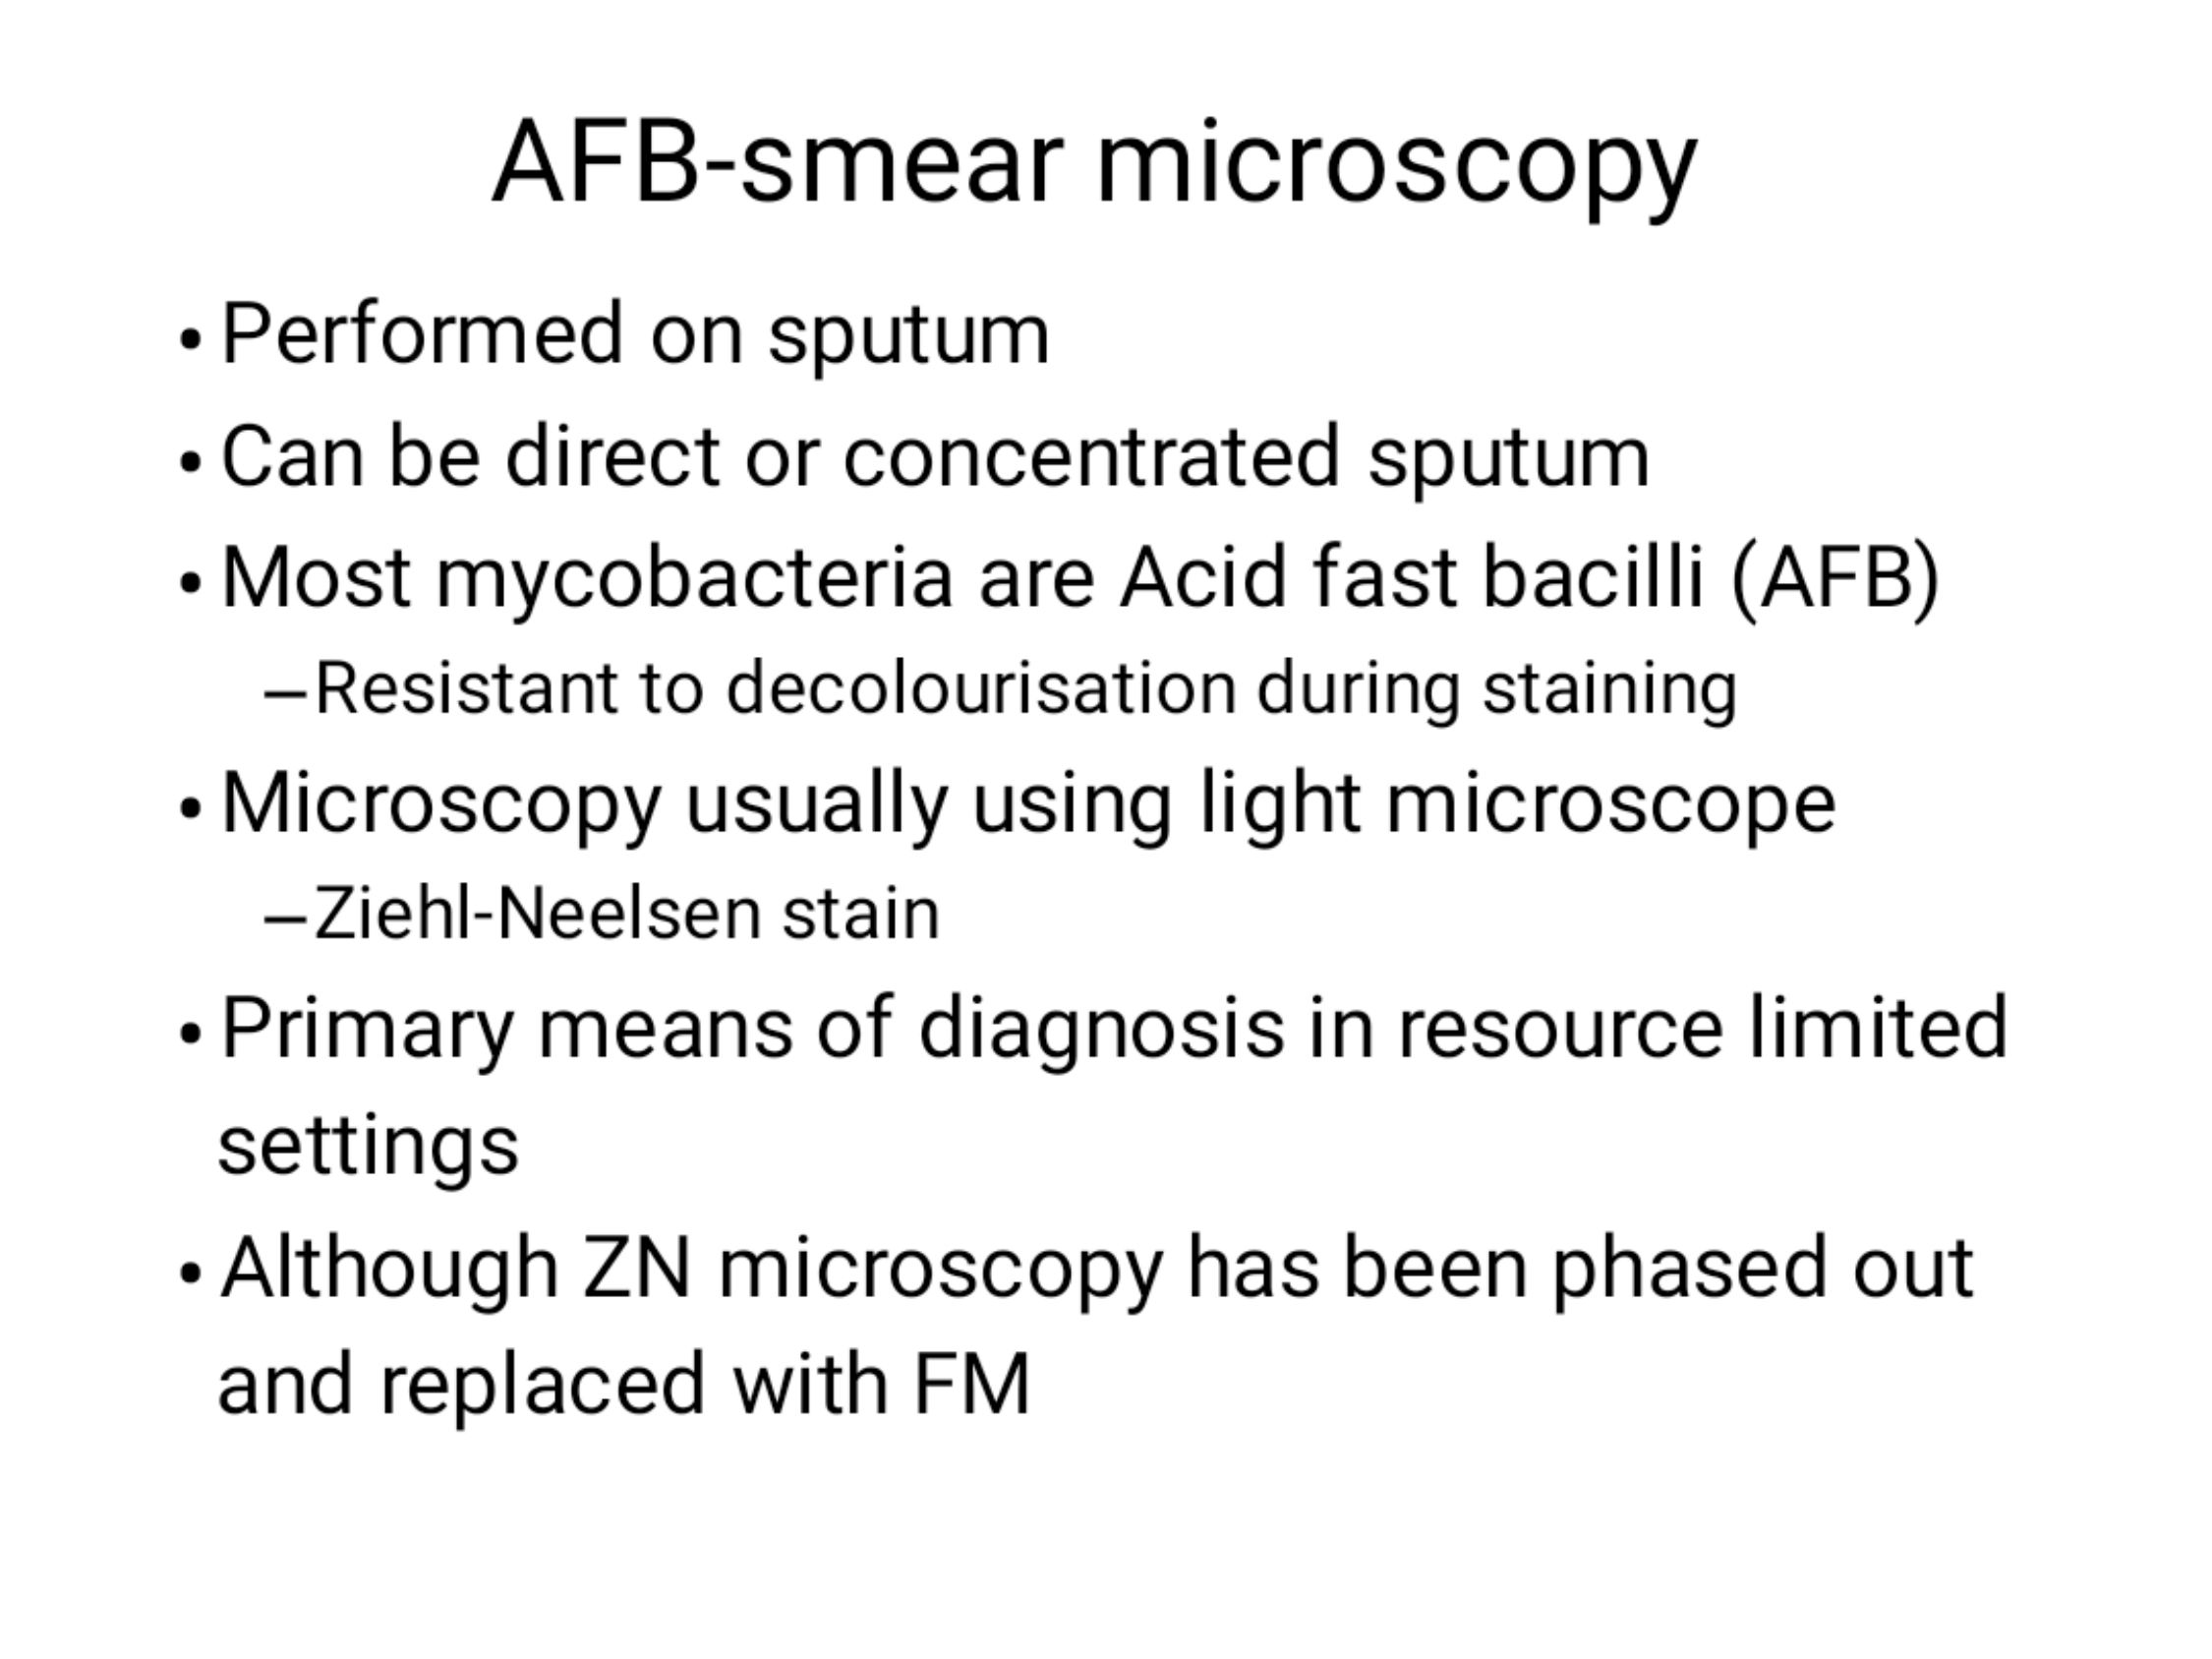 AFB-smear microscopy
• Performed on sputum
• Can be direct or concentrated sputum
• Most mycobacteria are Acid fast bacilli (AFB)
–Resistant to decolourisation during staining
• Microscopy usually using light microscope
–Ziehl-Neelsen stain
• Primary means of diagnosis in resource limited
settings
• Although ZN microscopy has been phased out
and replaced with FM